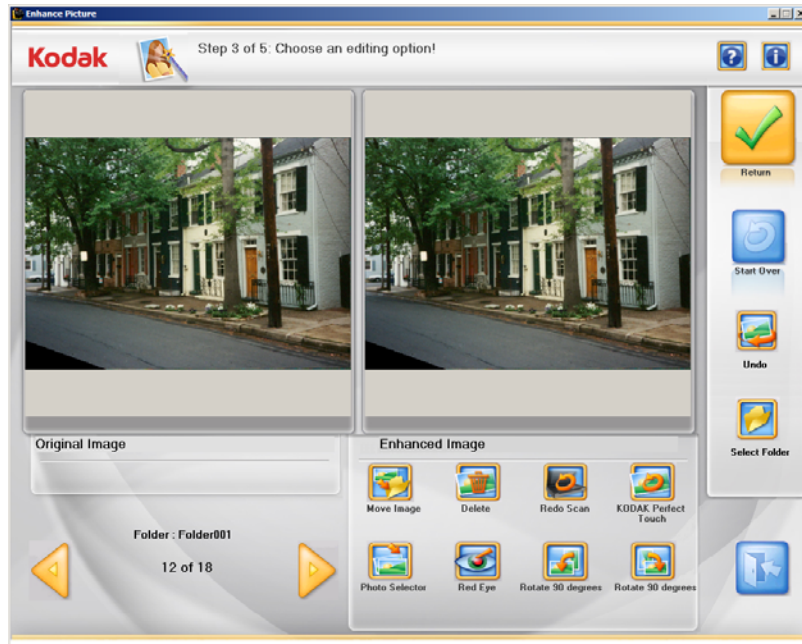 Enhance Picture
Kodak
Step 3 of 5: Choose an editing option!
Return
Start Over
Undo
Select Folder
Original Image
Enhanced Image
Move Image
Delete
Redo Scan
KODAK Perfect
Touch
Folder : Folder001
12 of 18
Photo Selector
Red Eye
Rotate 90 degrees
Rotate 90 degrees